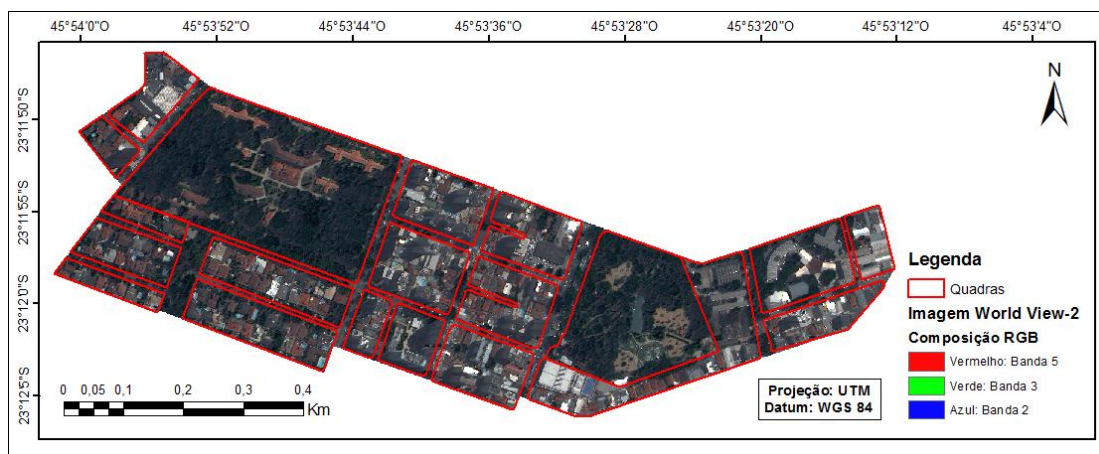 45°54'0"O 45°53'52"O 45°53'44"O 45°53'36"O 45°53'28"O 45°53'20"O 45°53'12"O 45°53'4"O
23°11'50"S
23°11'55"S
23°12'0"S
23°12'5"S
N
Legenda
Quadras
Imagem World View-2
Composição RGB
Vermelho: Banda 5
Verde: Banda 3
Azul: Banda 2
Projeção: UTM
Datum: WGS 84
0 0,05 0,1 0,2 0,3 0,4
Km